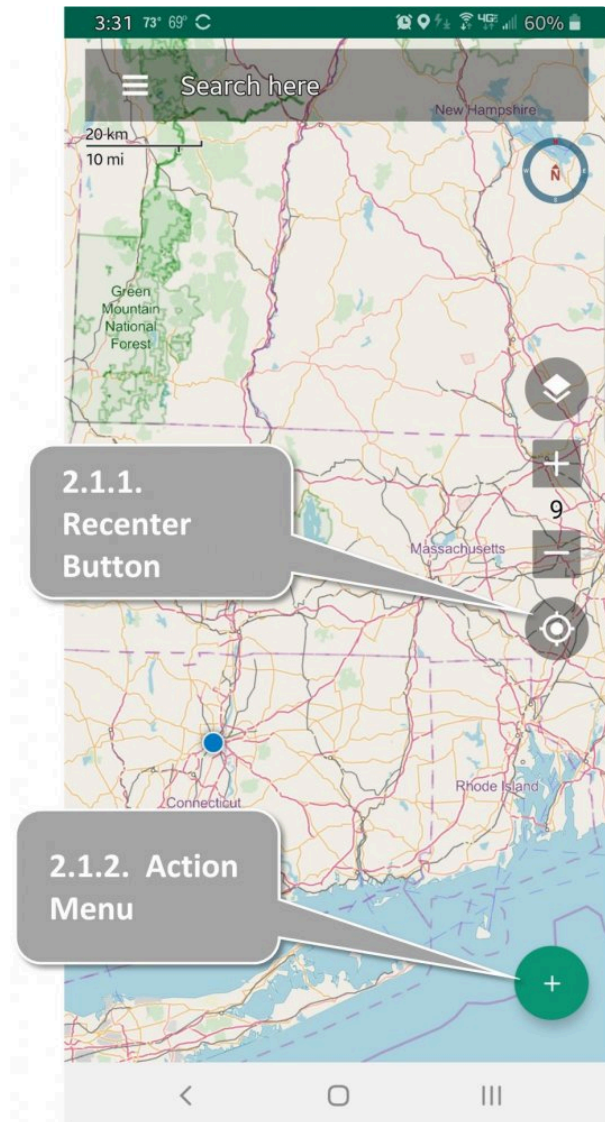 3:31 73° 69° 4GE 60%
Search here
New Hampshire
20 km
10 mi
N
W E
S
Green
Mountain
National
Forest
+
9
2.1.1.
Recenter
Button
Massachusetts
−
Rhode Island
Connecticut
2.1.2. Action
Menu
+